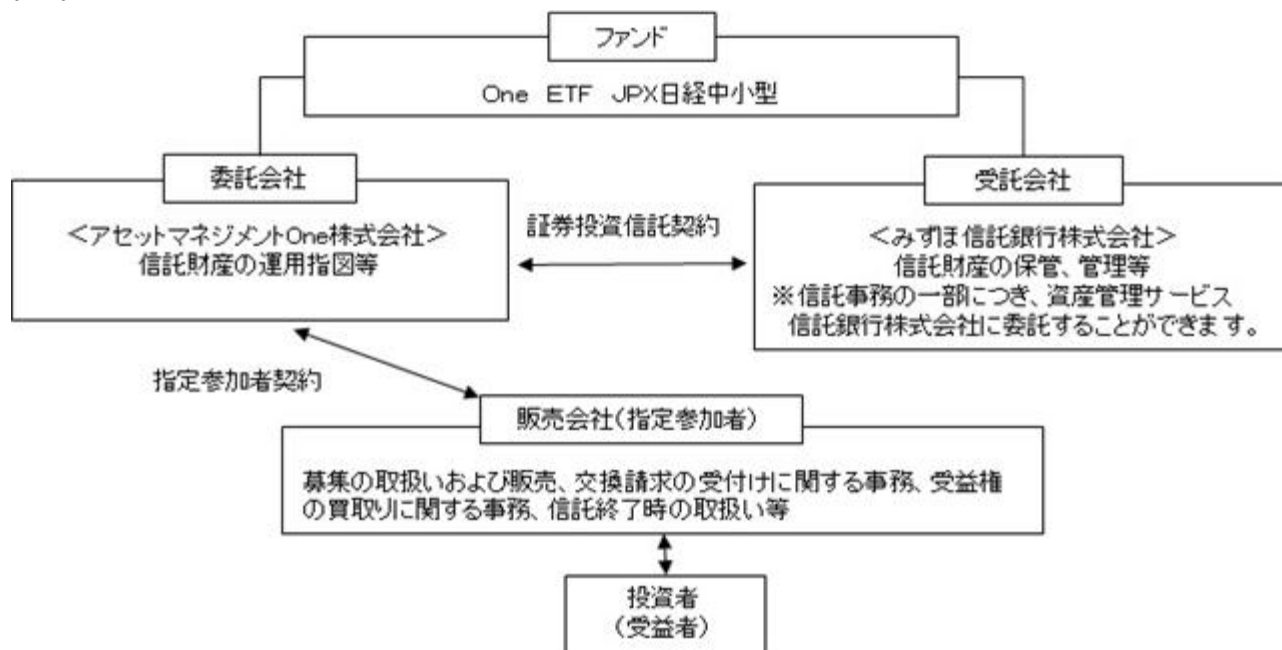 ファンド
One ETF JPX日経中小型
委託会社
＜アセットマネジメントOne株式会社＞
信託財産の運用指図等
証券投資信託契約
受託会社
＜みずほ信託銀行株式会社＞
信託財産の保管、管理等
※信託事務の一部につき、資産管理サービス
信託銀行株式会社に委託することができます。
指定参加者契約
販売会社（指定参加者）
募集の取扱いおよび販売、交換請求の受付けに関する事務、受益権
の買取りに関する事務、信託終了時の取扱い等
投資者
（受益者）